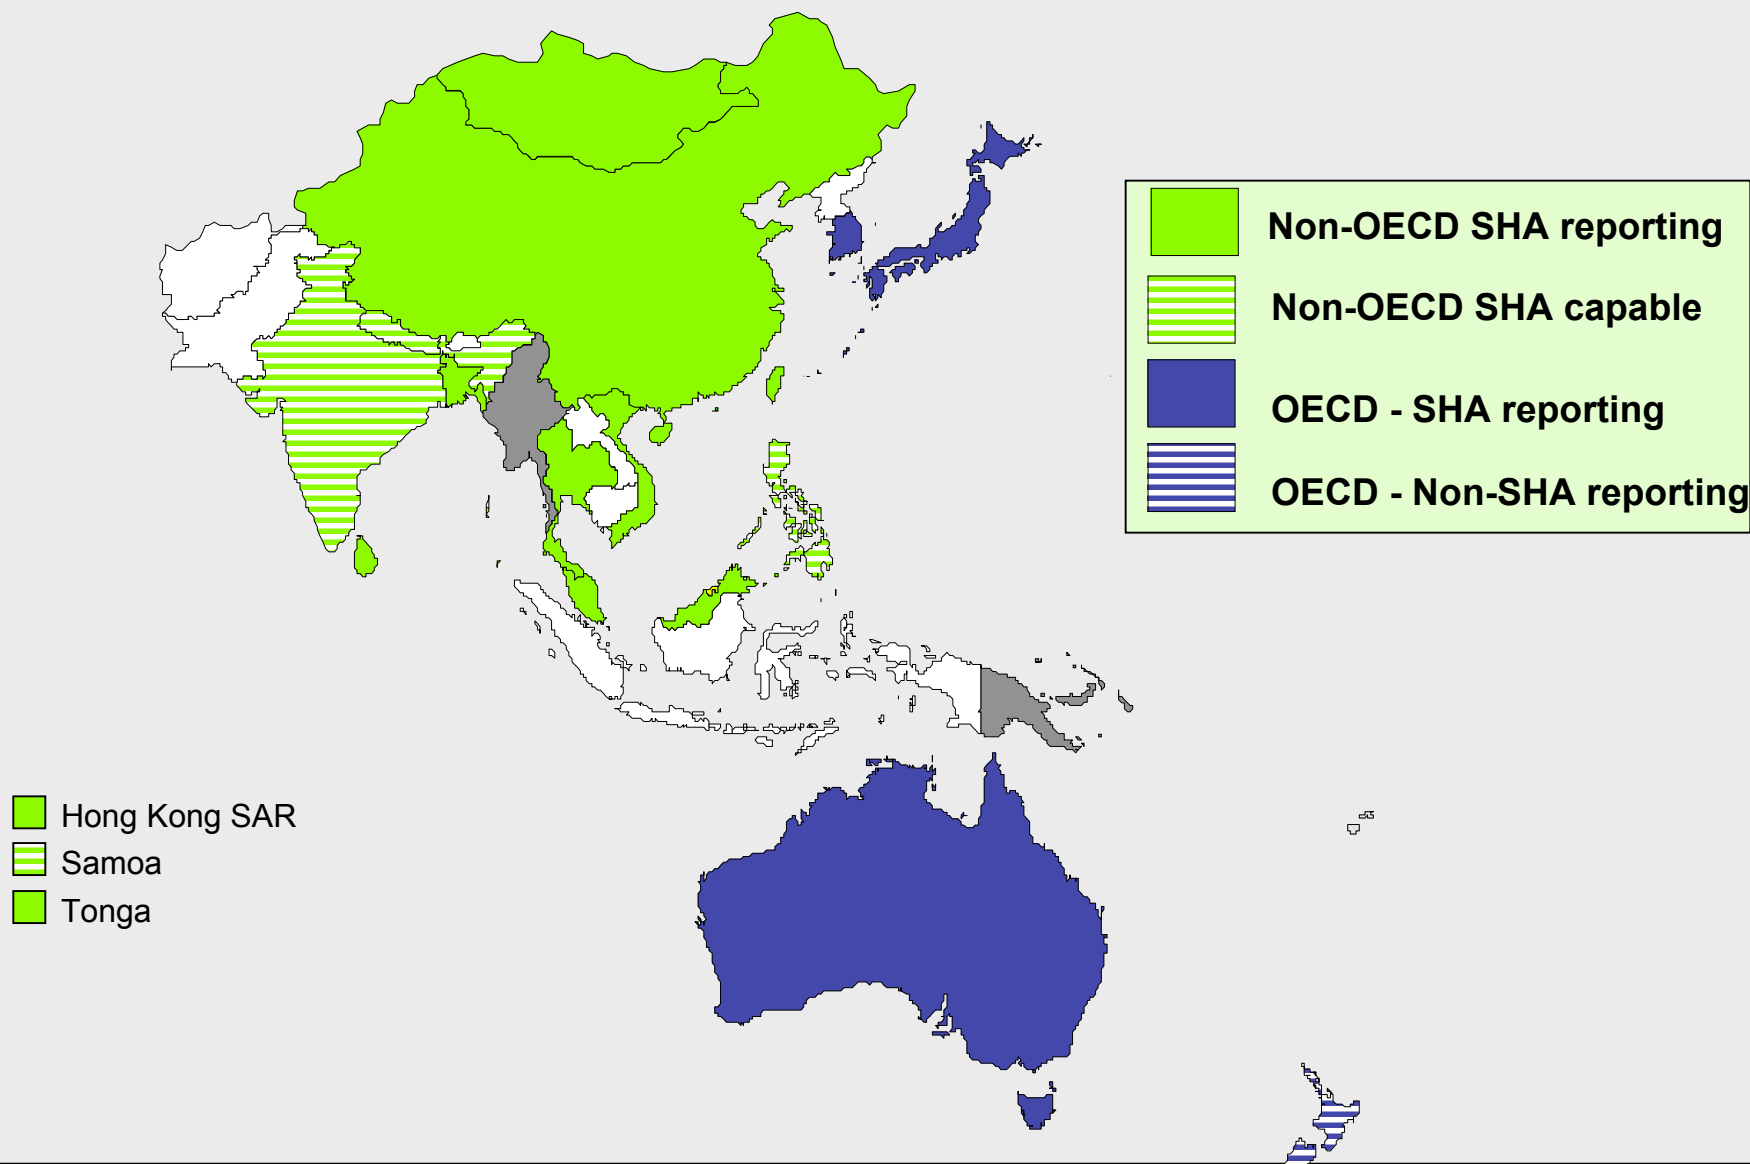 Non-OECD SHA reporting
Non-OECD SHA capable
OECD - SHA reporting
OECD - Non-SHA reporting
Hong Kong SAR
Samoa
Tonga